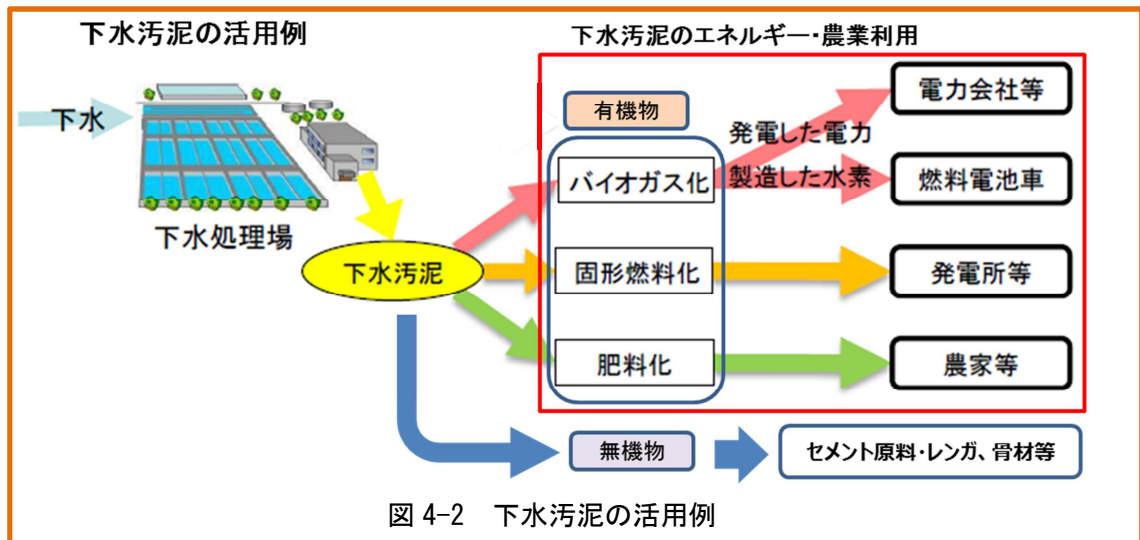 下水汚泥の活用例
下水汚泥のエネルギー・農業利用
下水
下水処理場
下水汚泥
有機物
バイオガス化
発電した電力
製造した水素
電力会社等
燃料電池車
固形燃料化
発電所等
肥料化
農家等
無機物
セメント原料・レンガ、骨材等
図 4-2 下水汚泥の活用例